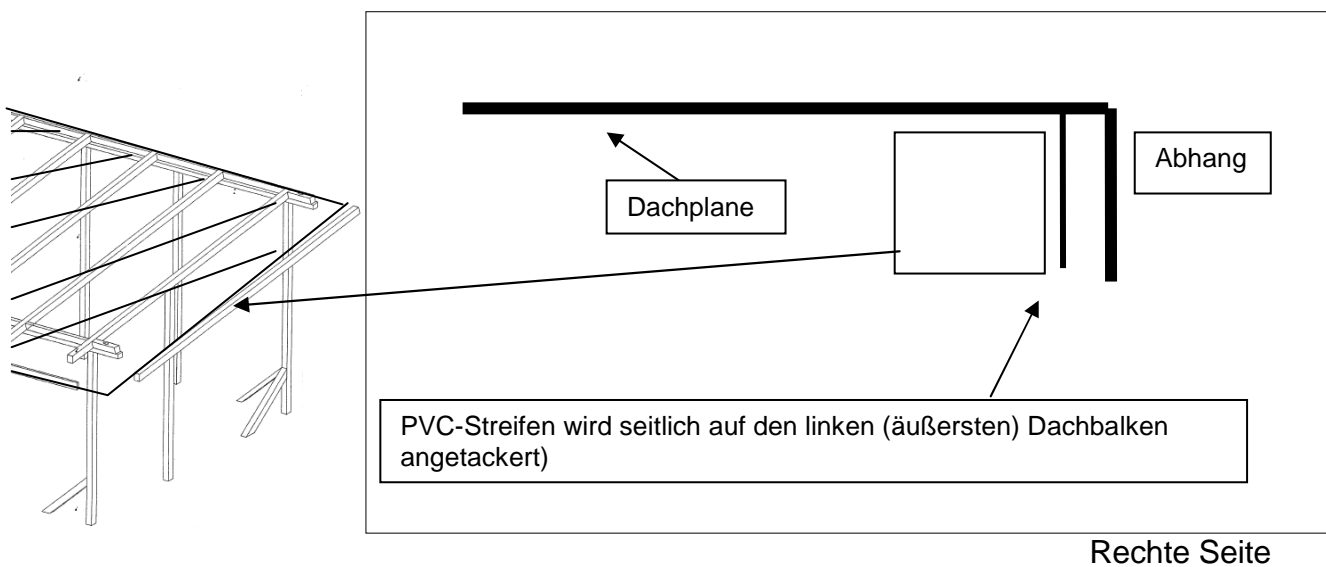 Abhang
Dachplane
PVC-Streifen wird seitlich auf den linken (äußersten) Dachbalken
angetackert)
Rechte Seite